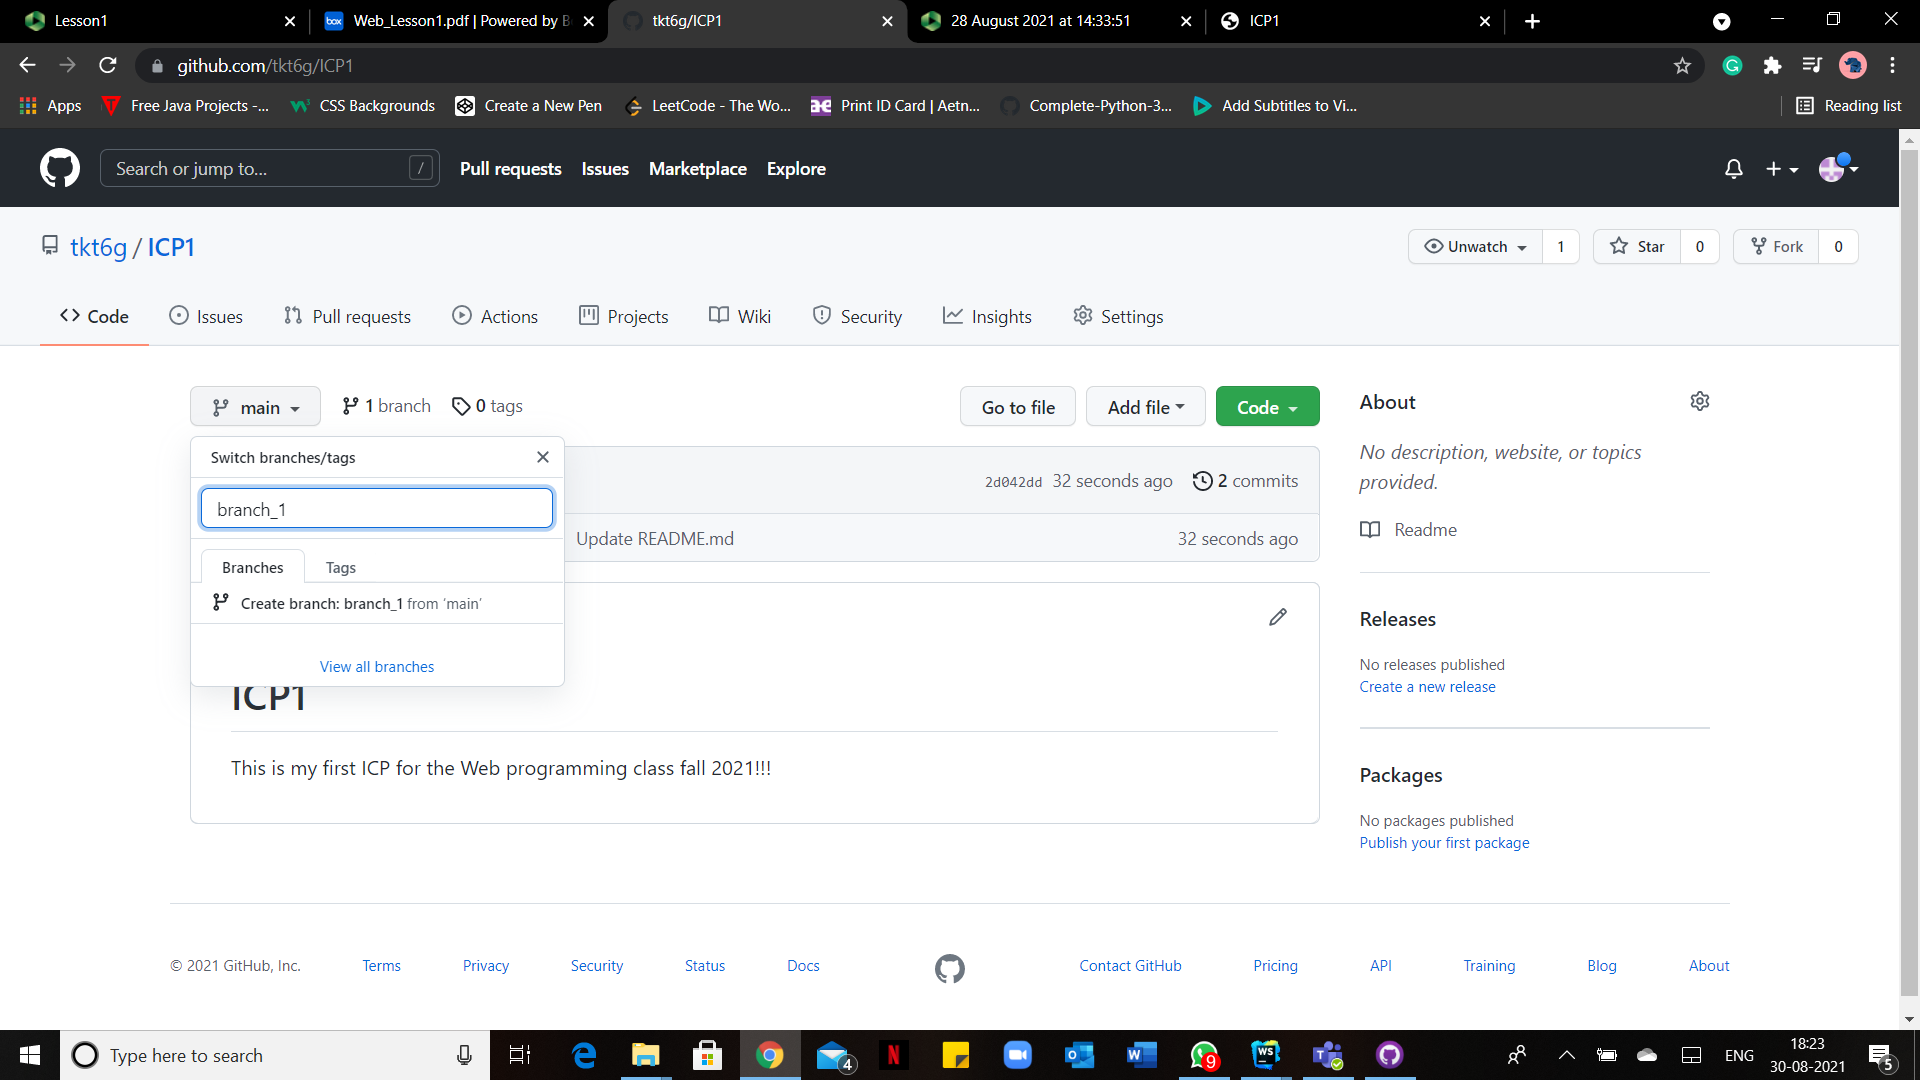 Lesson1
Web_Lesson1.pdf | Powered by B
tkt6g/ICP1
28 August 2021 at 14:33:51
ICP1
github.com/tkt6g/ICP1
Apps
Free Java Projects -...
CSS Backgrounds
Create a New Pen
LeetCode - The Wo...
Print ID Card | Aetn...
Complete-Python-3...
Add Subtitles to Vi...
Reading list
Search or jump to...
/
Pull requests
Issues
Marketplace
Explore
tkt6g / ICP1
Unwatch
1
Star
0
Fork
0
Code
Issues
Pull requests
Actions
Projects
Wiki
Security
Insights
Settings
main
1 branch
0 tags
Go to file
Add file
Code
Switch branches/tags
branch_1
Branches
Tags
Create branch: branch_1 from ‘main’
View all branches
2d042dd 32 seconds ago
2 commits
Update README.md
32 seconds ago
ICP1
This is my first ICP for the Web programming class fall 2021!!!
About
No description, website, or topics
provided.
Readme
Releases
No releases published
Create a new release
Packages
No packages published
Publish your first package
© 2021 GitHub, Inc.
Terms
Privacy
Security
Status
Docs
Contact GitHub
Pricing
API
Training
Blog
About
Type here to search
box
4
N
W
9
WS
ENG
18:23
30-08-2021
5